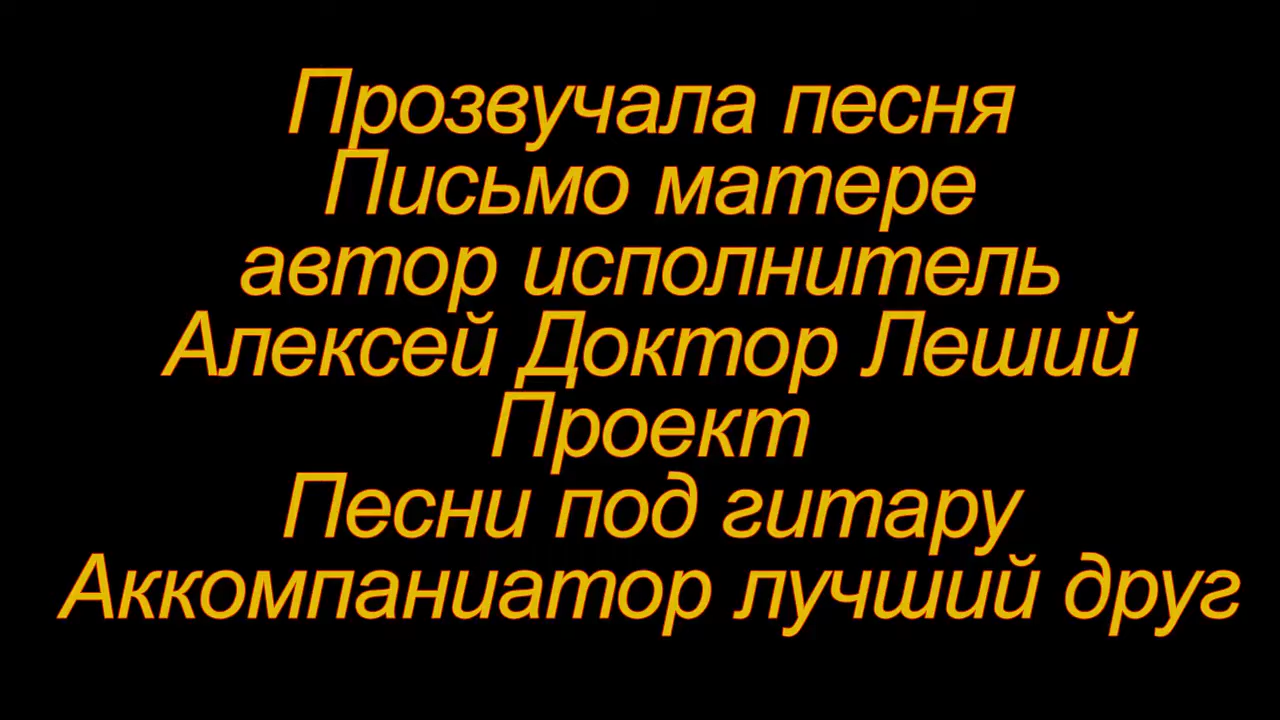 Прозвучала песня
Письмо матере
автор исполнитель
Алексей Доктор Леший
Проект
Песни под гитару
Аккомпаниатор лучший друг